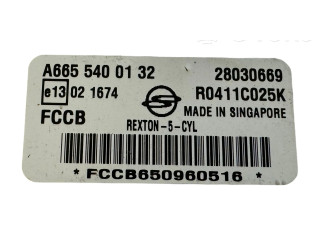 A665 540 01 32 28030669
e13 02 1674 R0411C025K
MADE IN SINGAPORE
FCCB
REXTON-5-CYL
*FCCB650960516*